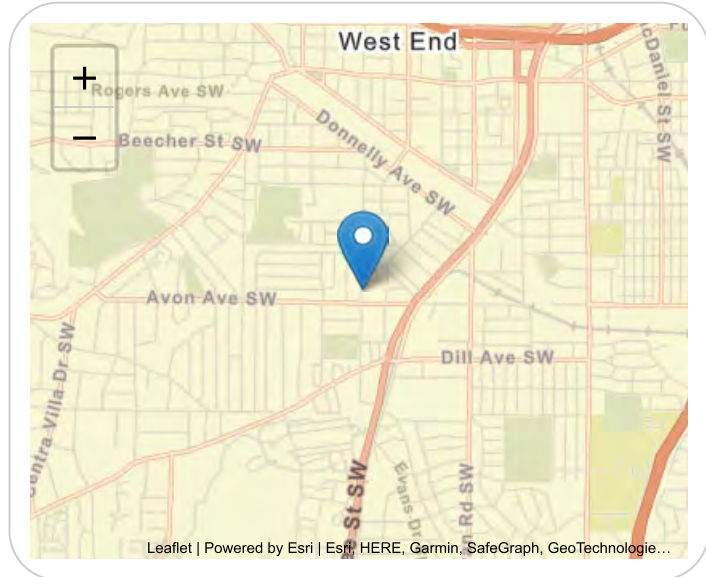 West End
+
Rogers Ave SW
−
Beecher St SW
Donnelly Ave SW
McDaniel St SW
Avon Ave SW
Dill Ave SW
Centra Villa Dr SW
St SW
Evans Dr
Rd SW
Leaflet | Powered by Esri | Esri, HERE, Garmin, SafeGraph, GeoTechnologie...